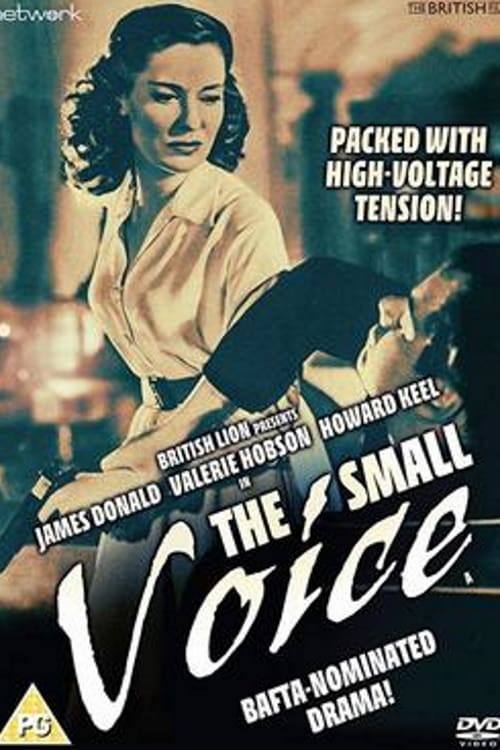 network
THE BRITISH
PACKED WITH
HIGH-VOLTAGE
TENSION!
BRITISH LION PRESENTS
JAMES DONALD VALERIE HOBSON HOWARD KEEL
IN
THE SMALL
Voice
A
BAFTA-NOMINATED
DRAMA!
PG
DVD
VIDEO